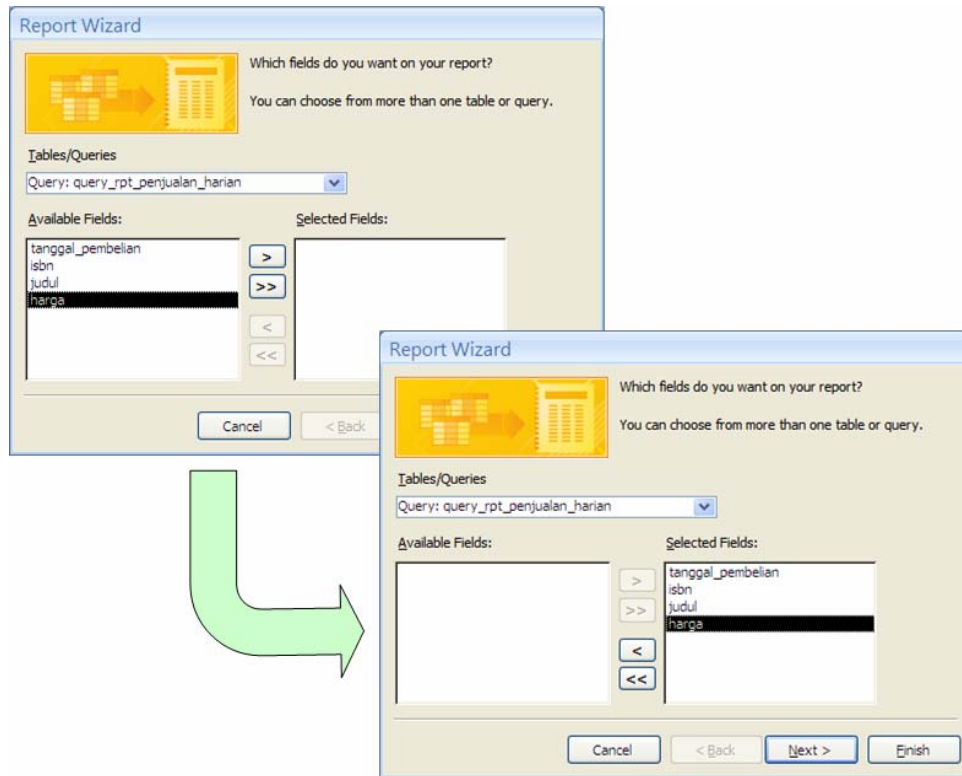 Report Wizard
Which fields do you want on your report?
You can choose from more than one table or query.
Tables/Queries
Query: query_rpt_penjualan_harian
Available Fields:
Selected Fields:
tanggal_pembelian
isbn
judul
harga
>
>>
<
<<
Cancel
< Back
Report Wizard
Which fields do you want on your report?
You can choose from more than one table or query.
Tables/Queries
Query: query_rpt_penjualan_harian
Available Fields:
Selected Fields:
>
>>
<
<<
tanggal_pembelian
isbn
judul
harga
Cancel
< Back
Next >
Finish